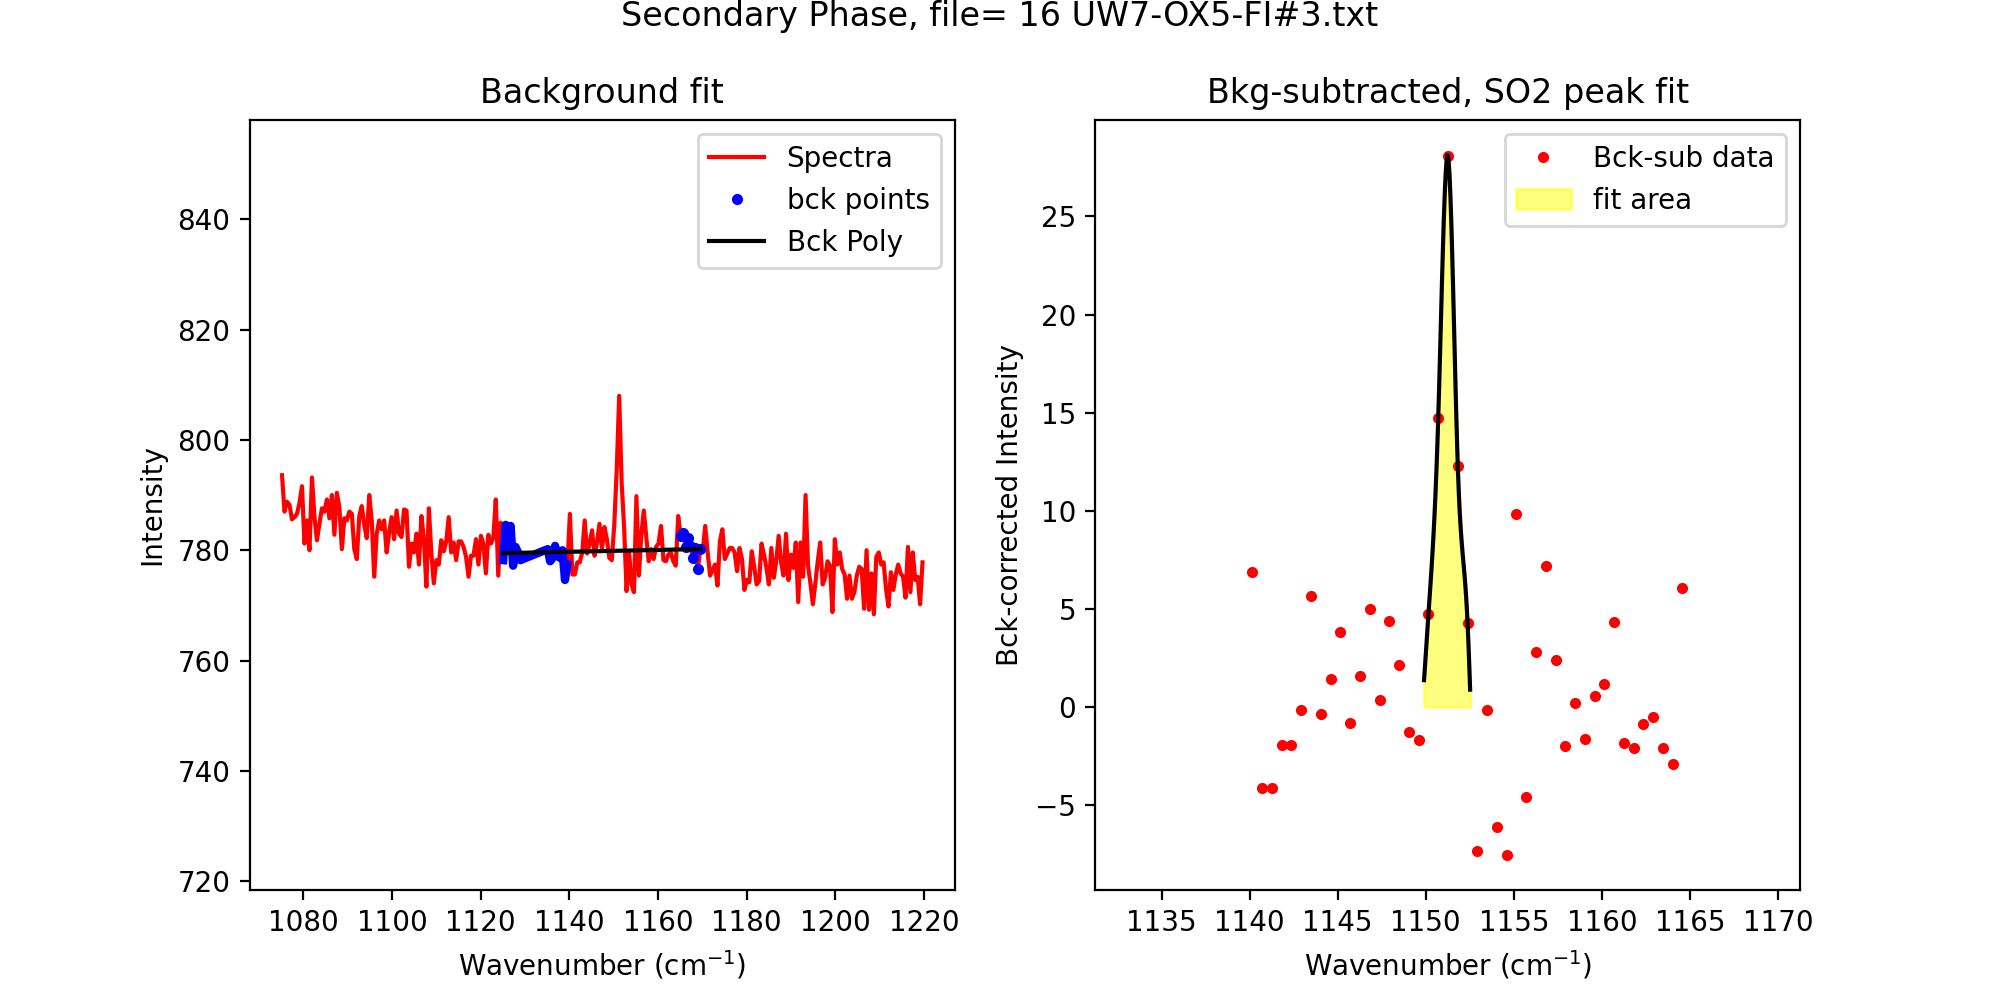 Secondary Phase, file= 16 UW7-OX5-FI#3.txt
Background fit
Spectra
bck points
Bck Poly
840
820
800
780
760
740
720
Intensity
1080 1100 1120 1140 1160 1180 1200 1220
Wavenumber (cm⁻¹)
Bkg-subtracted, SO2 peak fit
Bck-sub data
fit area
25
20
15
10
5
0
−5
Bck-corrected Intensity
1135 1140 1145 1150 1155 1160 1165 1170
Wavenumber (cm⁻¹)